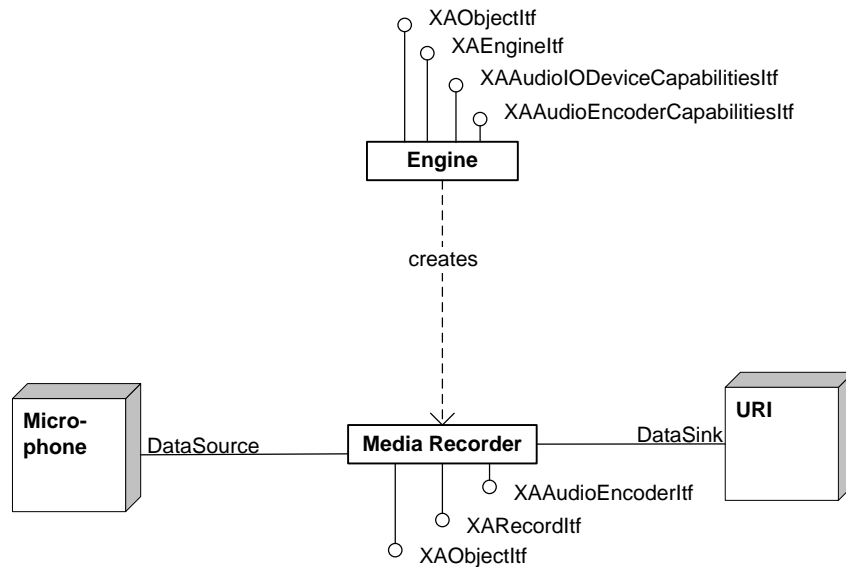 XAObjectItf
XAEngineItf
XAAudioIODeviceCapabilitiesItf
XAAudioEncoderCapabilitiesItf
Engine
creates
Micro-
phone
DataSource
Media Recorder
DataSink
URI
XAAudioEncoderItf
XARecordItf
XAObjectItf